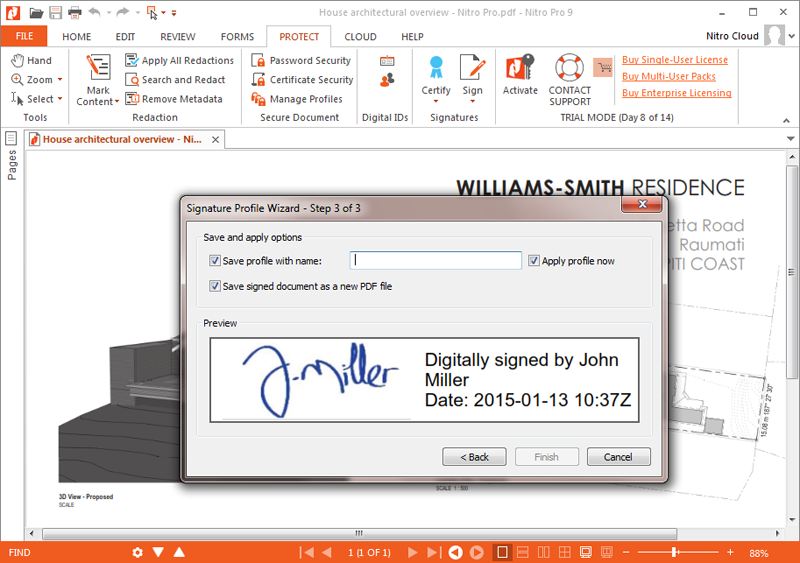 House architectural overview - Nitro Pro.pdf - Nitro Pro 9
FILE HOME EDIT REVIEW FORMS PROTECT CLOUD HELP Nitro Cloud
Hand
Zoom
Select
Tools
Mark
Content
Apply All Redactions
Search and Redact
Remove Metadata
Redaction
Password Security
Certificate Security
Manage Profiles
Secure Document
Digital IDs
Certify
Sign
Signatures
Activate
CONTACT
SUPPORT
Buy Single-User License
Buy Multi-User Packs
Buy Enterprise Licensing
TRIAL MODE (Day 8 of 14)
Pages
House architectural overview - Ni...
WILLIAMS-SMITH RESIDENCE
etta Road
Raumati
PITI COAST
Signature Profile Wizard - Step 3 of 3
Save and apply options
Save profile with name:
Apply profile now
Save signed document as a new PDF file
Preview
J. Miller
Digitally signed by John
Miller
Date: 2015-01-13 10:37Z
< Back
Finish
Cancel
15.08 m 187° 27' 30"
3D View - Proposed
SCALE
SCALE 1 : 500
FIND
1 (1 OF 1)
88%